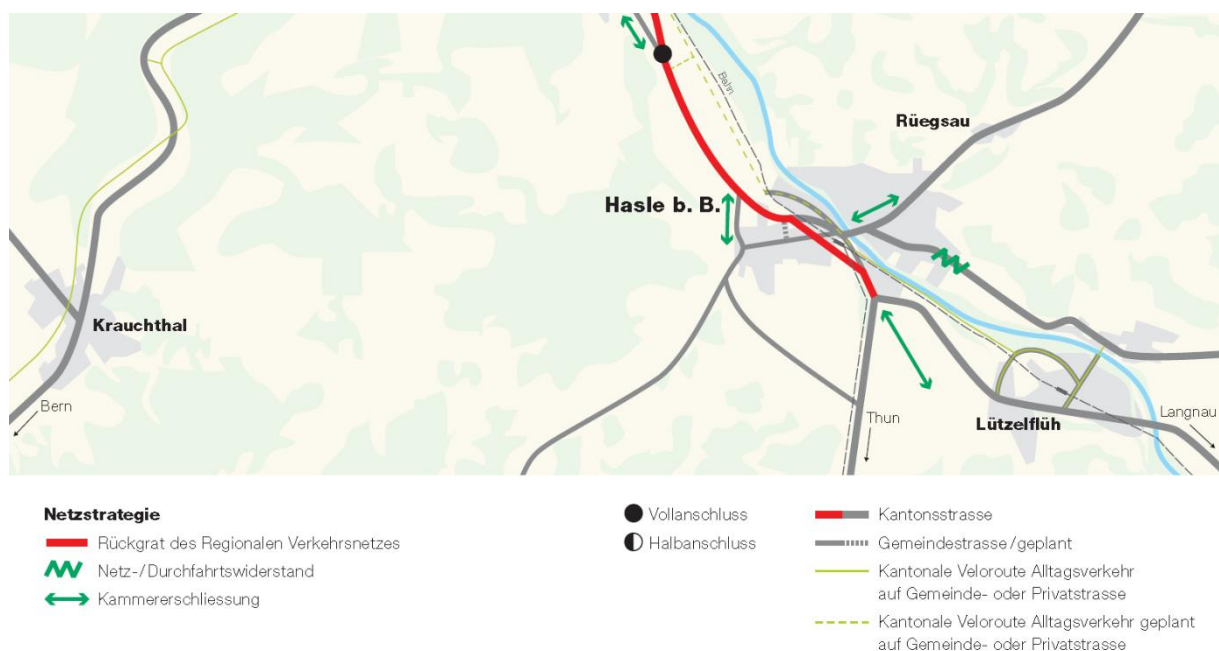 Bahn
Rüegsau
Hasle b. B.
Krauchthal
Bern
Thun
Lützelflüh
Langnau
Netzstrategie
Rückgrat des Regionalen Verkehrsnetzes
Netz-/Durchfahrtswiderstand
Kammererschliessung
Vollanschluss
Halbanschluss
Kantonsstrasse
Gemeindestrasse/geplant
Kantonale Veloroute Alltagsverkehr
auf Gemeinde- oder Privatstrasse
Kantonale Veloroute Alltagsverkehr geplant
auf Gemeinde- oder Privatstrasse